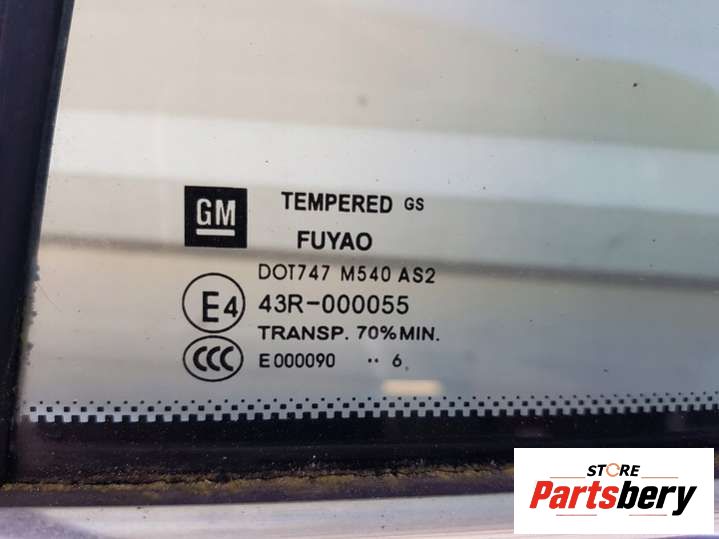 GM TEMPERED GS
FUYAO
DOT747 M540 AS2
E4 43R-000055
TRANSP. 70%MIN.
CCC E000090 ·· 6
STORE
Partsbery